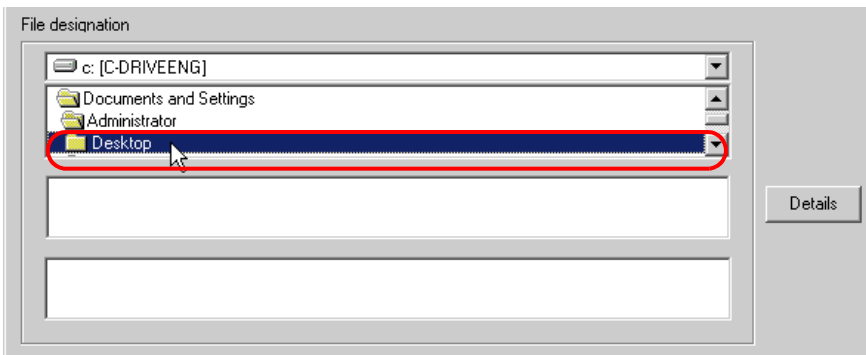 File designation
c: [C-DRIVEENG]
Documents and Settings
Administrator
Desktop
Details